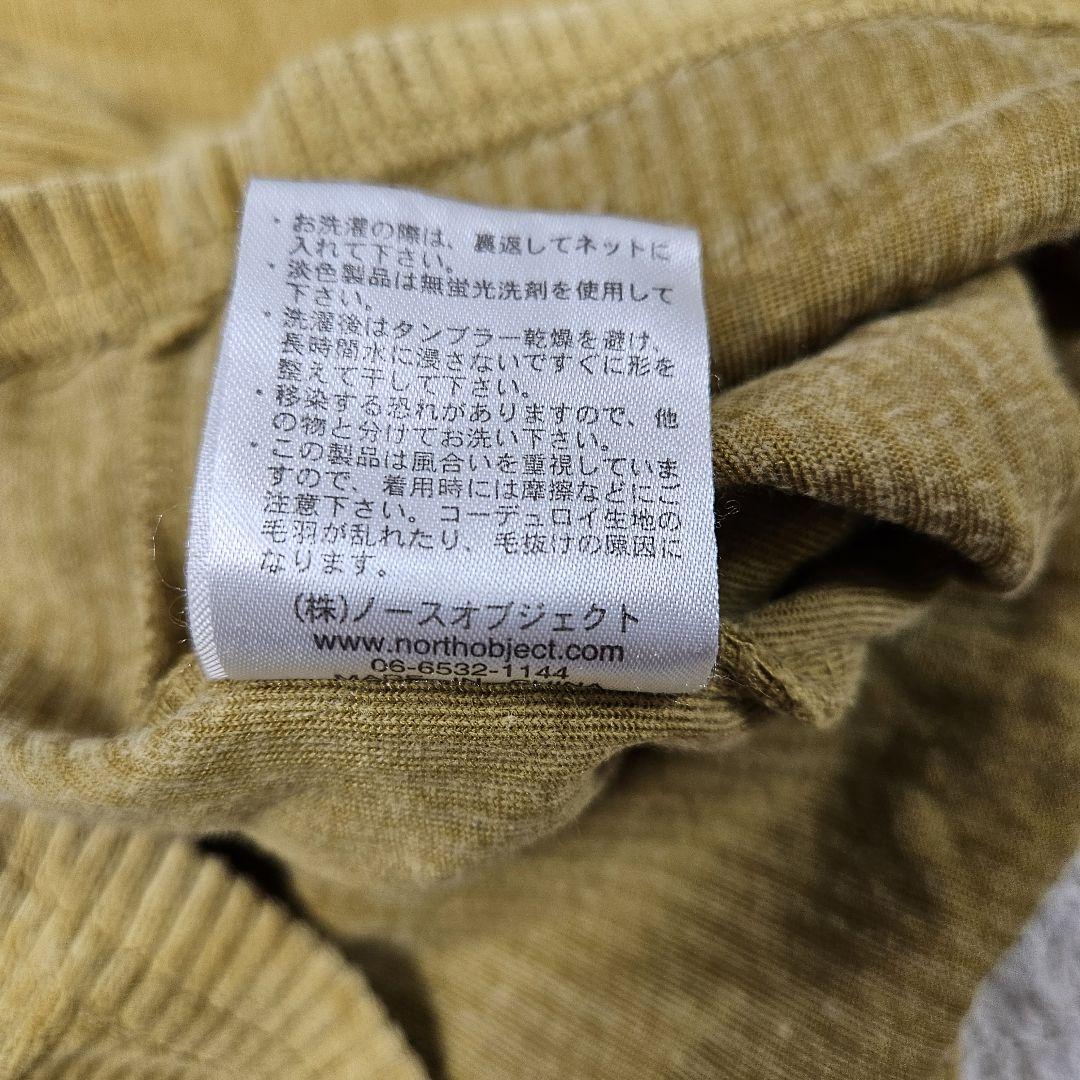 ・お洗濯の際は、裏返してネットに
入れて下さい。
・淡色製品は無蛍光洗剤を使用して
下さい。
・洗濯後はタンブラー乾燥を避け、
長時間水に浸さないですぐに形を
整えて干して下さい。
・移染する恐れがありますので、他
の物と分けてお洗い下さい。
・この製品は風合いを重視していま
すので、着用時には摩擦などにご
注意下さい。コーデュロイ生地の
毛羽が乱れたり、毛抜けの原因に
なります。
(株)ノースオブジェクト
www.northobject.com
06-6532-1144
MADE IN CHINA